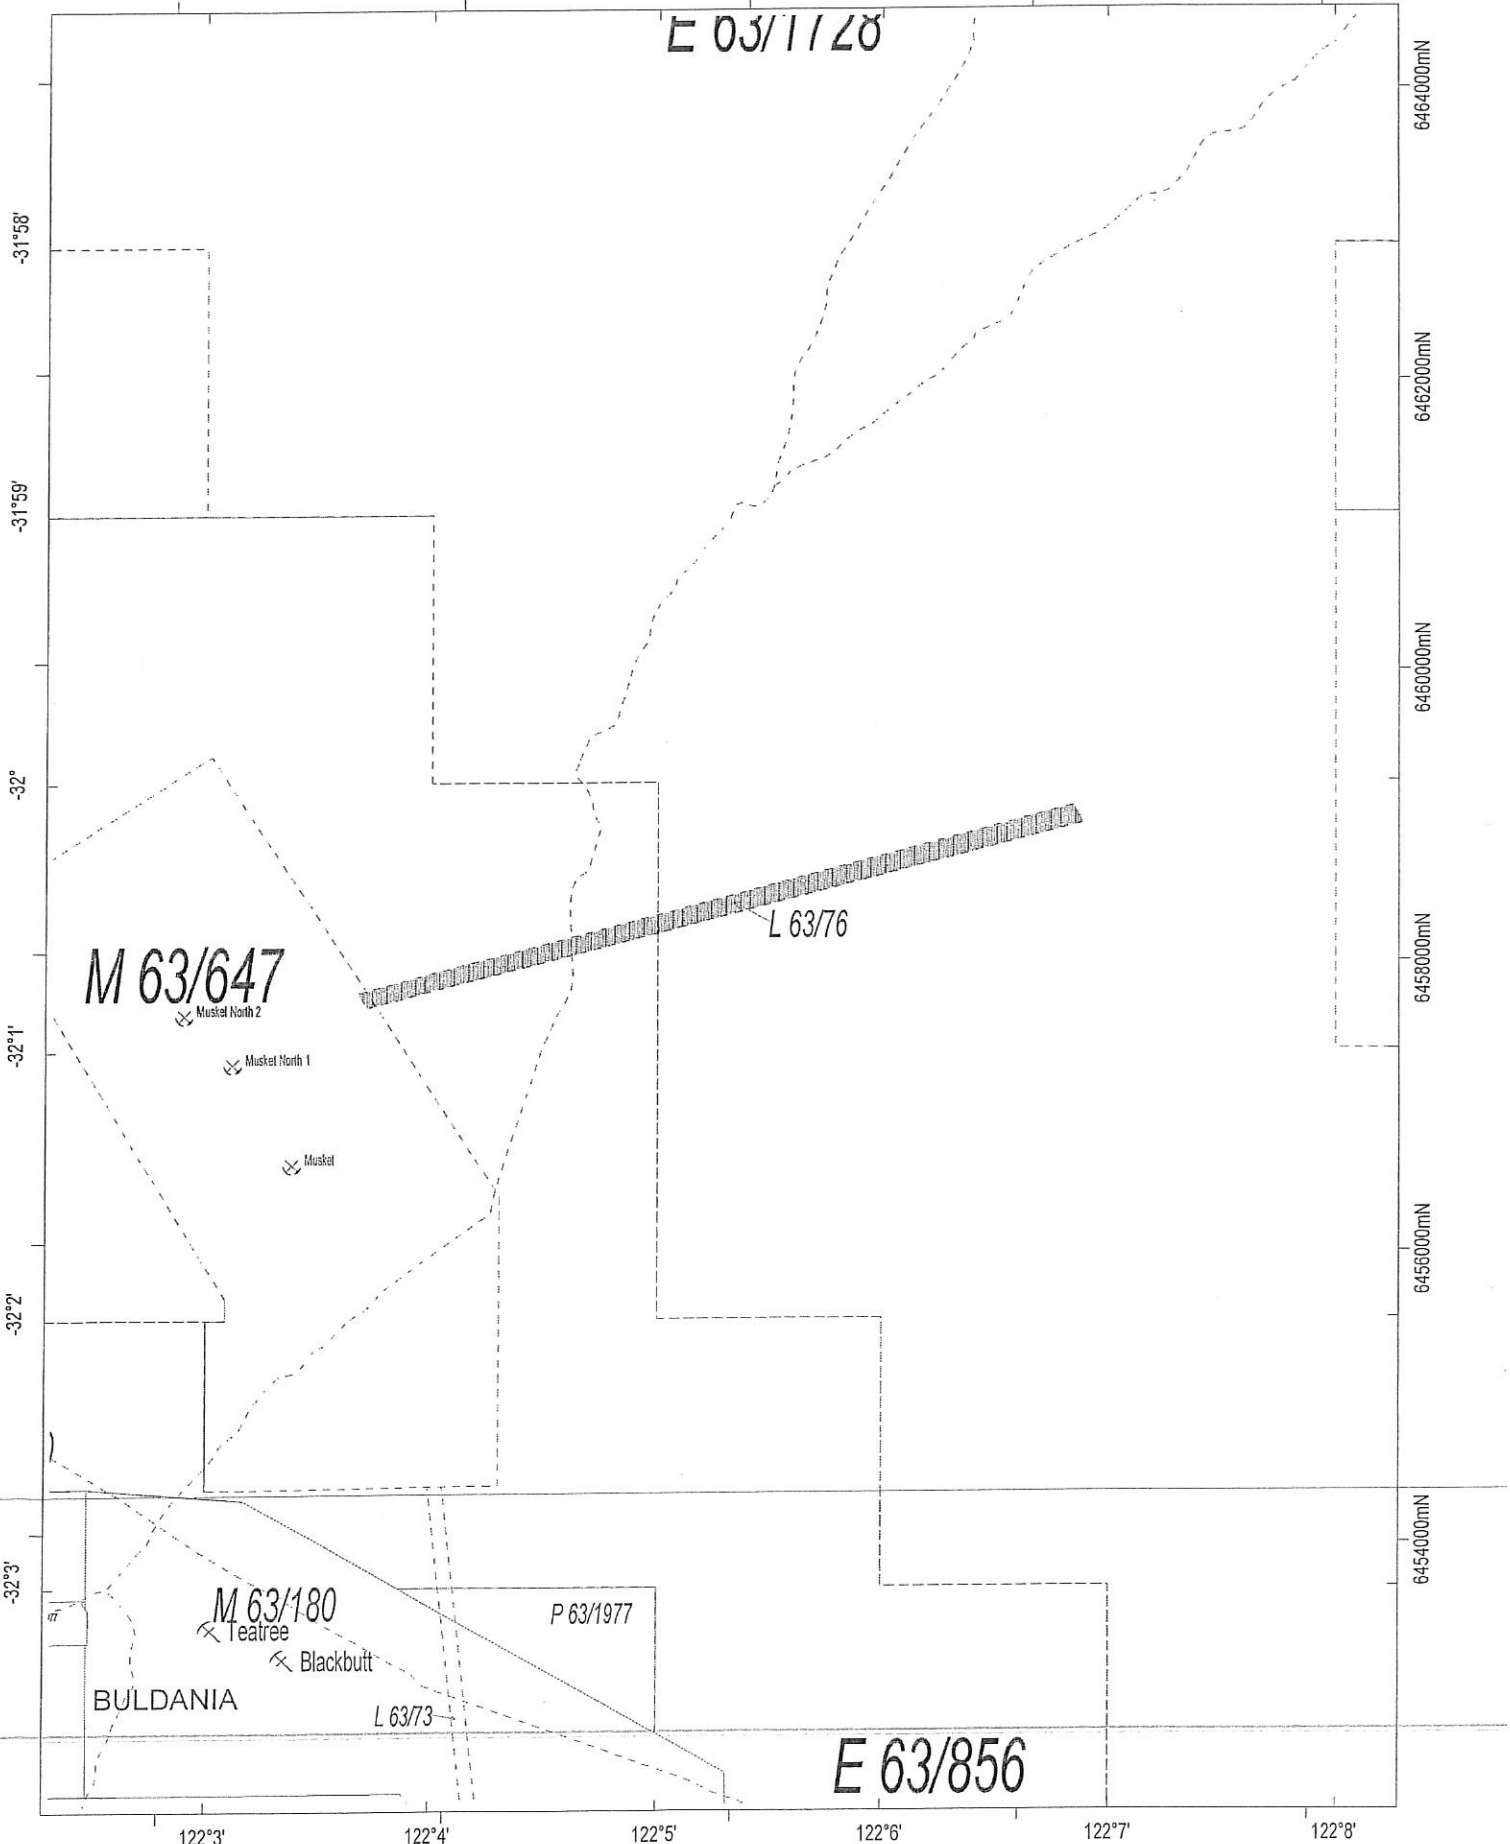 E 63/1728
6464000mN
-31°58'
6462000mN
-31°59'
6460000mN
-32°
L 63/76
6458000mN
M 63/647
Musket North 2
-32°1'
Musket North 1
Musket
6456000mN
-32°2'
6454000mN
-32°3'
M 63/180
P 63/1977
Teatree
Blackbutt
BULDANIA
L 63/73
E 63/856
122°3'
122°4'
122°5'
122°6'
122°7'
122°8'